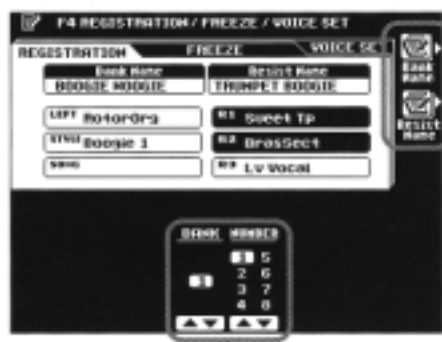 F4 REGISTRATION / FREEZE / VOICE SET
REGISTRATION FREEZE VOICE SE
Bank Name Regist Name
BOOGIE WOOGIE TRUMPET BOOGIE
LEFT RotorOrg R1 Sweet Tp
STYLE Boogie 1 R2 BrasSect
SONG R3 Lv Vocal
Bank Name
Regist Name
BANK NUMBER
1 5
2 6
1
3 7
4 8